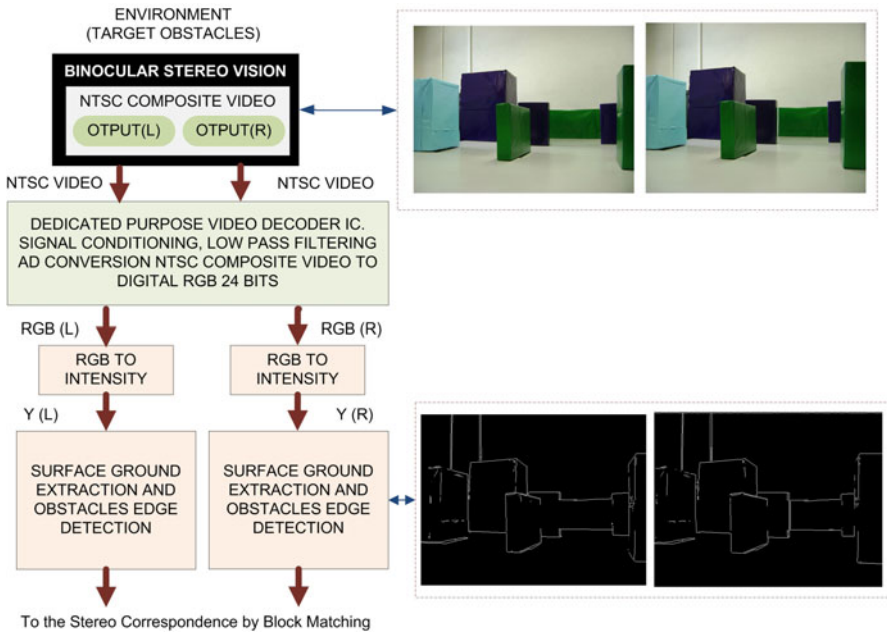 ENVIRONMENT
(TARGET OBSTACLES)
BINOCULAR STEREO VISION
NTSC COMPOSITE VIDEO
OTPUT(L)
OTPUT(R)
NTSC VIDEO
NTSC VIDEO
DEDICATED PURPOSE VIDEO DECODER IC.
SIGNAL CONDITIONING, LOW PASS FILTERING
AD CONVERSION NTSC COMPOSITE VIDEO TO
DIGITAL RGB 24 BITS
RGB (L)
RGB (R)
RGB TO
INTENSITY
RGB TO
INTENSITY
Y (L)
Y (R)
SURFACE GROUND
EXTRACTION AND
OBSTACLES EDGE
DETECTION
SURFACE GROUND
EXTRACTION AND
OBSTACLES EDGE
DETECTION
To the Stereo Correspondence by Block Matching